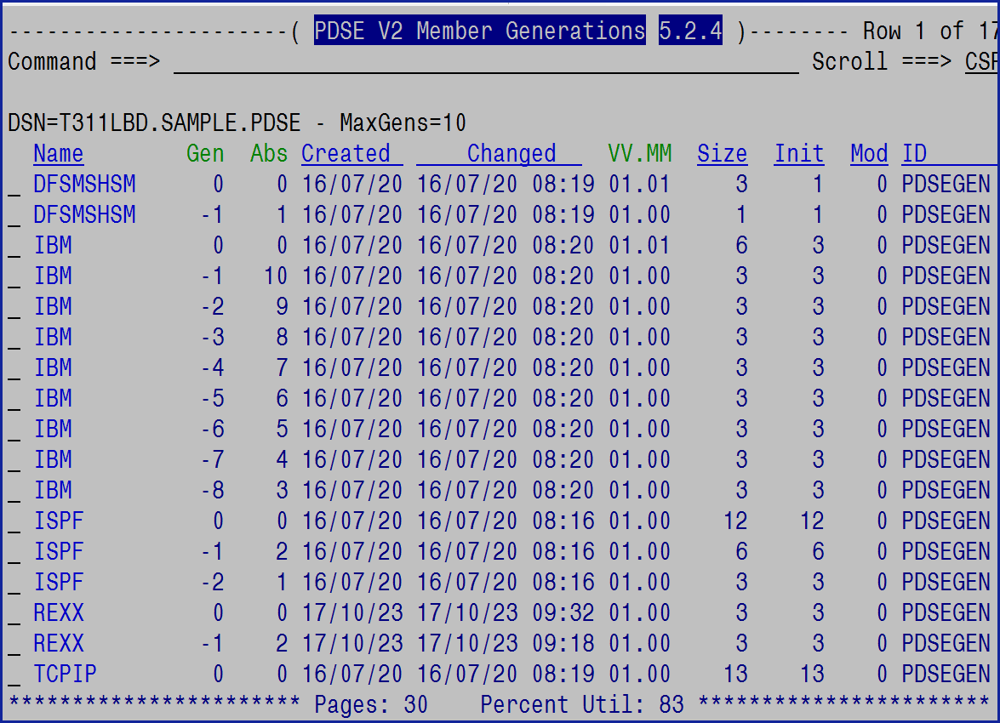 ----------------------( PDSE V2 Member Generations 5.2.4 )-------- Row 1 of 17
Command ===> Scroll ===> CSR
DSN=T311LBD.SAMPLE.PDSE - MaxGens=10
Name Gen Abs Created Changed VV.MM Size Init Mod ID
_ DFSMSHSM 0 0 16/07/20 16/07/20 08:19 01.01 3 1 0 PDSEGEN
_ DFSMSHSM -1 1 16/07/20 16/07/20 08:19 01.00 1 1 0 PDSEGEN
_ IBM 0 0 16/07/20 16/07/20 08:20 01.01 6 3 0 PDSEGEN
_ IBM -1 10 16/07/20 16/07/20 08:20 01.00 3 3 0 PDSEGEN
_ IBM -2 9 16/07/20 16/07/20 08:20 01.00 3 3 0 PDSEGEN
_ IBM -3 8 16/07/20 16/07/20 08:20 01.00 3 3 0 PDSEGEN
_ IBM -4 7 16/07/20 16/07/20 08:20 01.00 3 3 0 PDSEGEN
_ IBM -5 6 16/07/20 16/07/20 08:20 01.00 3 3 0 PDSEGEN
_ IBM -6 5 16/07/20 16/07/20 08:20 01.00 3 3 0 PDSEGEN
_ IBM -7 4 16/07/20 16/07/20 08:20 01.00 3 3 0 PDSEGEN
_ IBM -8 3 16/07/20 16/07/20 08:20 01.00 3 3 0 PDSEGEN
_ ISPF 0 0 16/07/20 16/07/20 08:16 01.00 12 12 0 PDSEGEN
_ ISPF -1 2 16/07/20 16/07/20 08:16 01.00 6 6 0 PDSEGEN
_ ISPF -2 1 16/07/20 16/07/20 08:16 01.00 3 3 0 PDSEGEN
_ REXX 0 0 17/10/23 17/10/23 09:32 01.00 3 3 0 PDSEGEN
_ REXX -1 2 17/10/23 17/10/23 09:18 01.00 3 3 0 PDSEGEN
_ TCPIP 0 0 16/07/20 16/07/20 08:19 01.00 13 13 0 PDSEGEN
*********************** Pages: 30 Percent Util: 83 ***********************